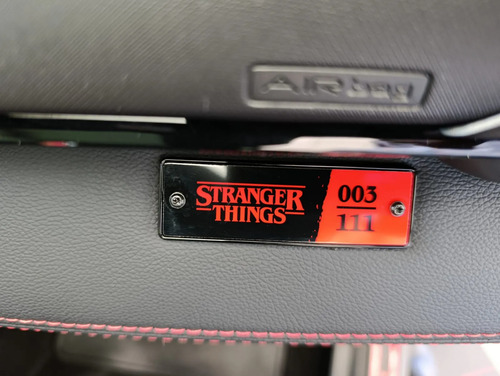 AIRbag
STRANGER
THINGS
003
111